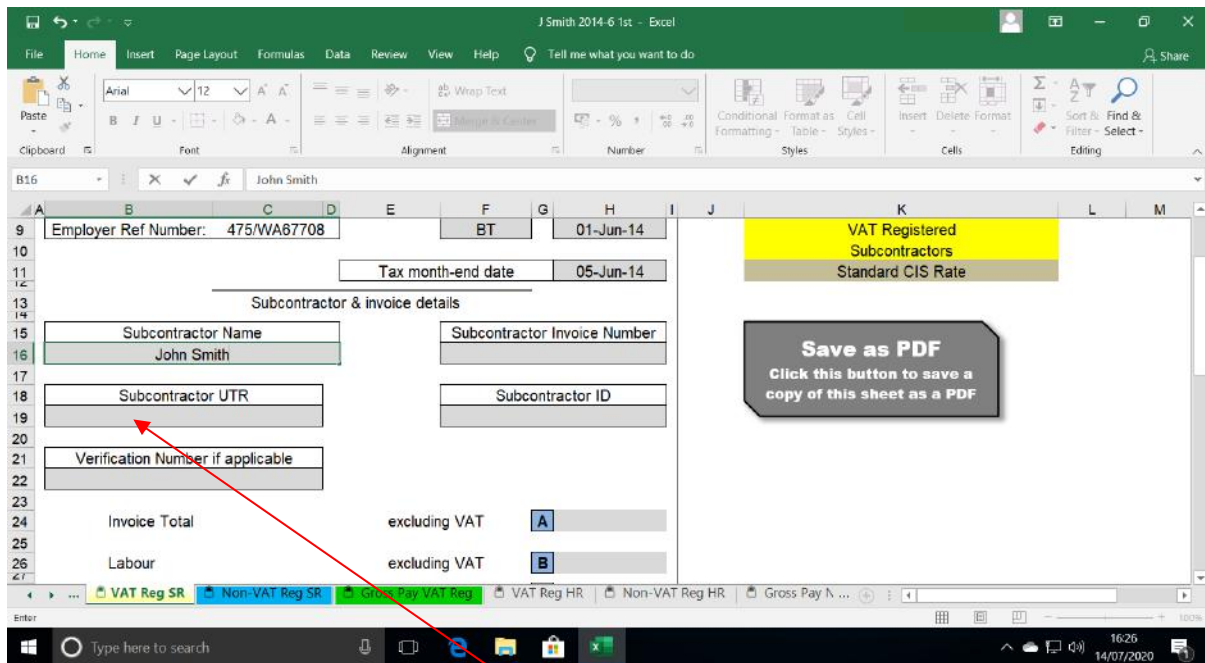 J Smith 2014-6 1st - Excel
File Home Insert Page Layout Formulas Data Review View Help Tell me what you want to do Share
Arial 12 Wrap Text
Paste B I U A Merge & Center % Conditional Formatting Format as Table Cell Styles Insert Delete Format Sort & Filter Find & Select
Clipboard Font Alignment Number Styles Cells Editing
B16 fx John Smith
A B C D E F G H I J K L M
9 Employer Ref Number: 475/WA67708 BT 01-Jun-14 VAT Registered
10 Subcontractors
11 Tax month-end date 05-Jun-14 Standard CIS Rate
12
13 Subcontractor & invoice details
14
15 Subcontractor Name Subcontractor Invoice Number
16 John Smith
Save as PDF
Click this button to save a
copy of this sheet as a PDF
17
18 Subcontractor UTR Subcontractor ID
19
20
21 Verification Number if applicable
22
23
24 Invoice Total excluding VAT A
25
26 Labour excluding VAT B
27
... VAT Reg SR Non-VAT Reg SR Gross Pay VAT Reg VAT Reg HR Non-VAT Reg HR Gross Pay N ...
Enter 100%
Type here to search 16:26
14/07/2020